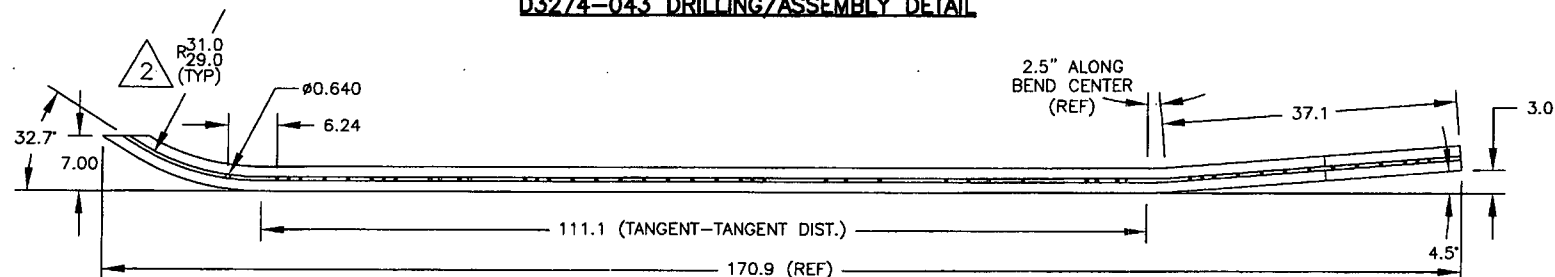 D3274-043 DRILLING/ASSEMBLY DETAIL
2
R31.0
29.0
(TYP)
ø0.640
6.24
32.7°
7.00
2.5" ALONG
BEND CENTER
(REF)
37.1
3.0
111.1 (TANGENT-TANGENT DIST.)
4.5°
170.9 (REF)